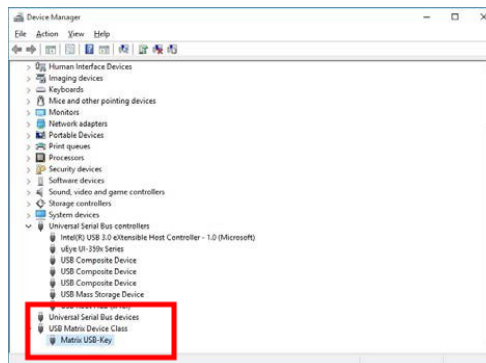 Device Manager
File Action View Help
Human Interface Devices
Imaging devices
Keyboards
Mice and other pointing devices
Monitors
Network adapters
Portable Devices
Print queues
Processors
Security devices
Software devices
Sound, video and game controllers
Storage controllers
System devices
Universal Serial Bus controllers
Intel(R) USB 3.0 eXtensible Host Controller - 1.0 (Microsoft)
uEye UI-359x Series
USB Composite Device
USB Composite Device
USB Composite Device
USB Mass Storage Device
Universal Serial Bus devices
USB Matrix Device Class
Matrix USB-Key